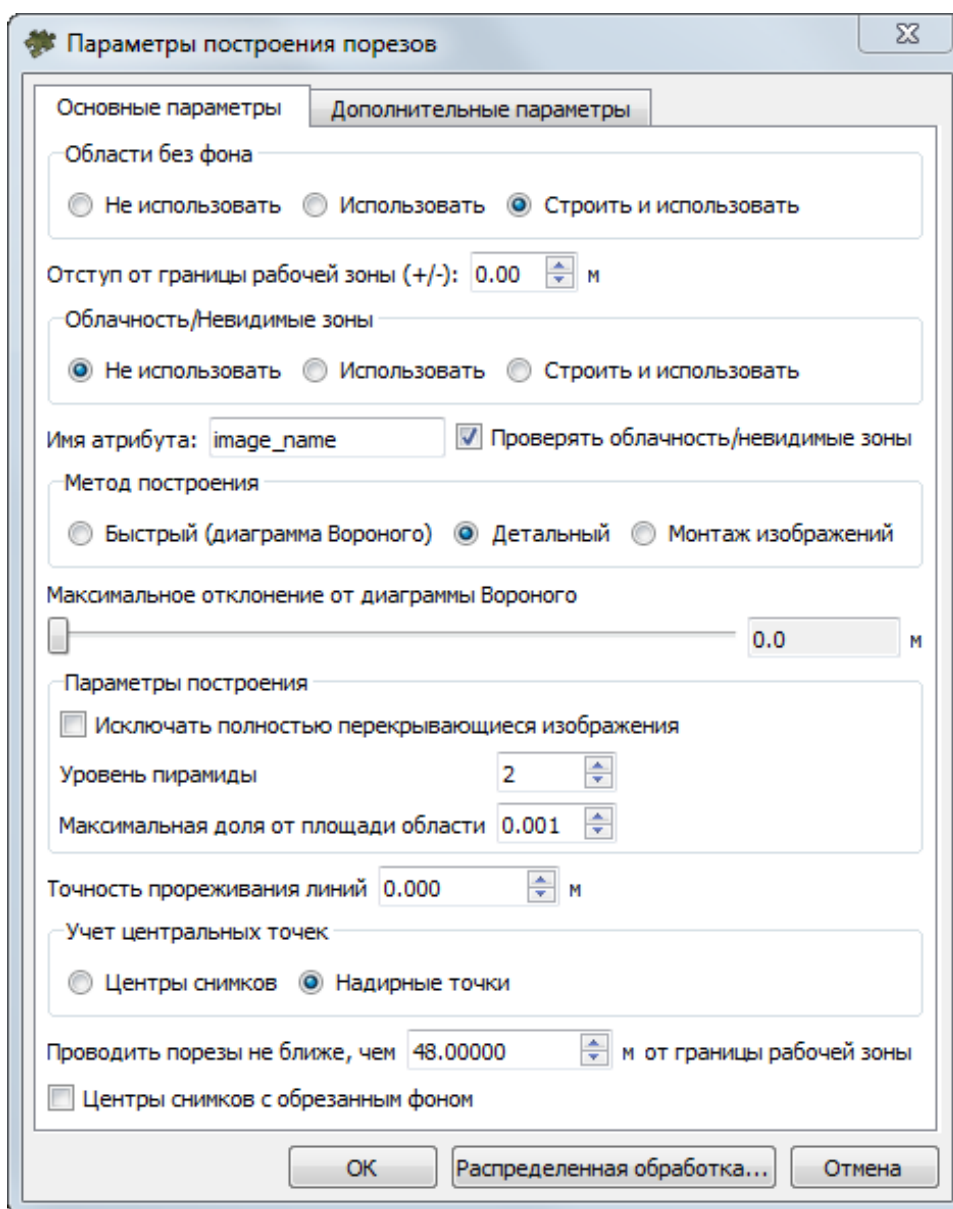 Параметры построения порезов
Основные параметры Дополнительные параметры
Области без фона
Не использовать Использовать Строить и использовать
Отступ от границы рабочей зоны (+/-): 0.00 м
Облачность/Невидимые зоны
Не использовать Использовать Строить и использовать
Имя атрибута: image_name Проверять облачность/невидимые зоны
Метод построения
Быстрый (диаграмма Вороного) Детальный Монтаж изображений
Максимальное отклонение от диаграммы Вороного
0.0 м
Параметры построения
Исключать полностью перекрывающиеся изображения
Уровень пирамиды 2
Максимальная доля от площади области 0.001
Точность прореживания линий 0.000 м
Учет центральных точек
Центры снимков Надирные точки
Проводить порезы не ближе, чем 48.00000 м от границы рабочей зоны
Центры снимков с обрезанным фоном
OK Распределенная обработка... Отмена